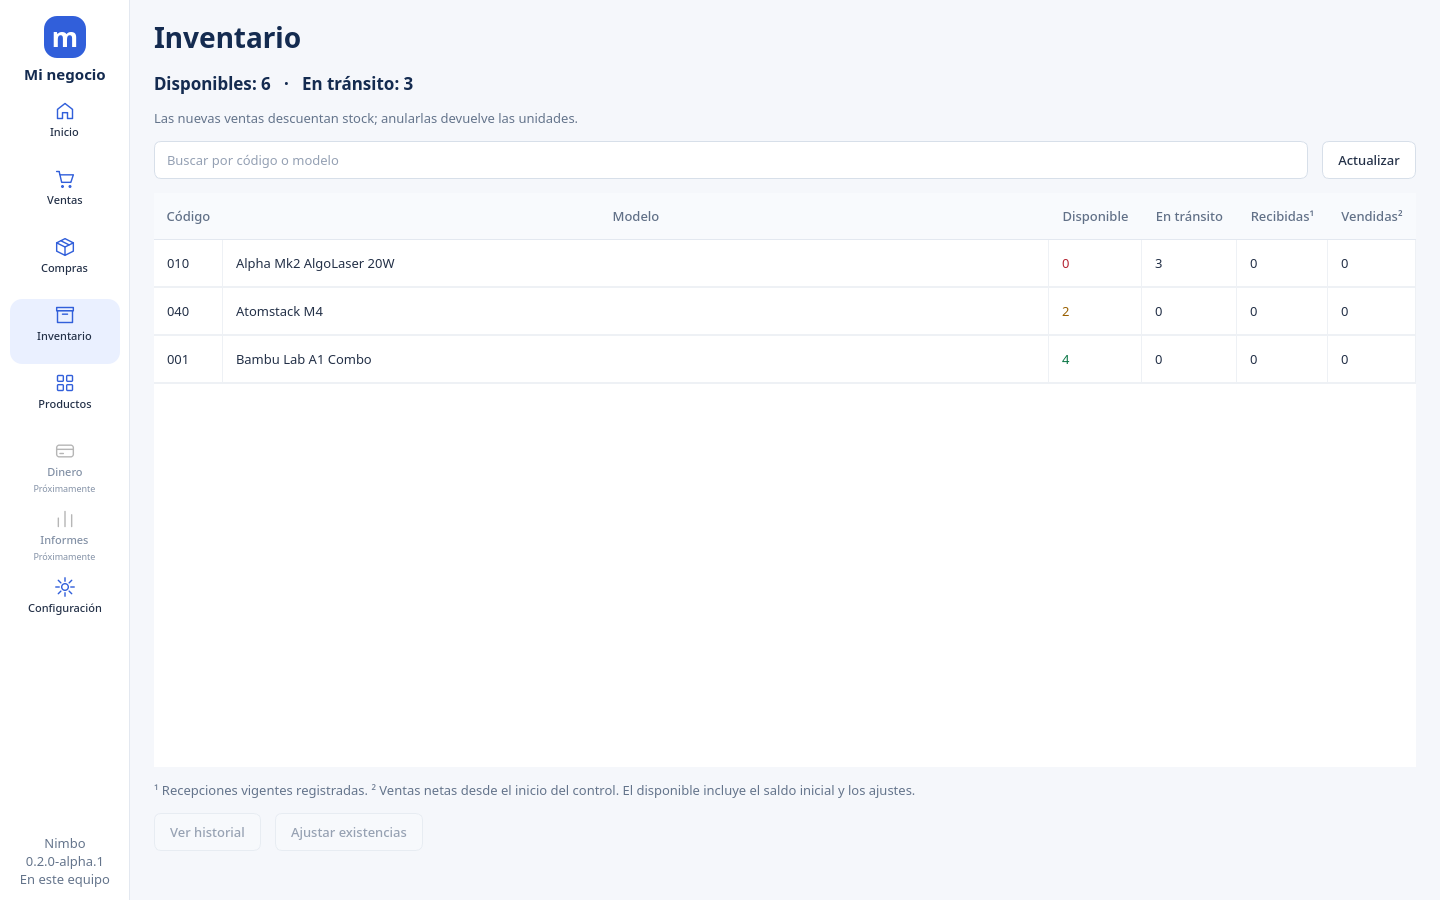 m
Mi negocio
Inicio
Ventas
Compras
Inventario
Productos
Dinero
Próximamente
Informes
Próximamente
Configuración
Nimbo
0.2.0-alpha.1
En este equipo
Inventario
Disponibles: 6 · En tránsito: 3
Las nuevas ventas descuentan stock; anularlas devuelve las unidades.
Buscar por código o modelo
Actualizar
Código Modelo Disponible En tránsito Recibidas¹ Vendidas²
010 Alpha Mk2 AlgoLaser 20W 0 3 0 0
040 Atomstack M4 2 0 0 0
001 Bambu Lab A1 Combo 4 0 0 0
¹ Recepciones vigentes registradas. ² Ventas netas desde el inicio del control. El disponible incluye el saldo inicial y los ajustes.
Ver historial Ajustar existencias